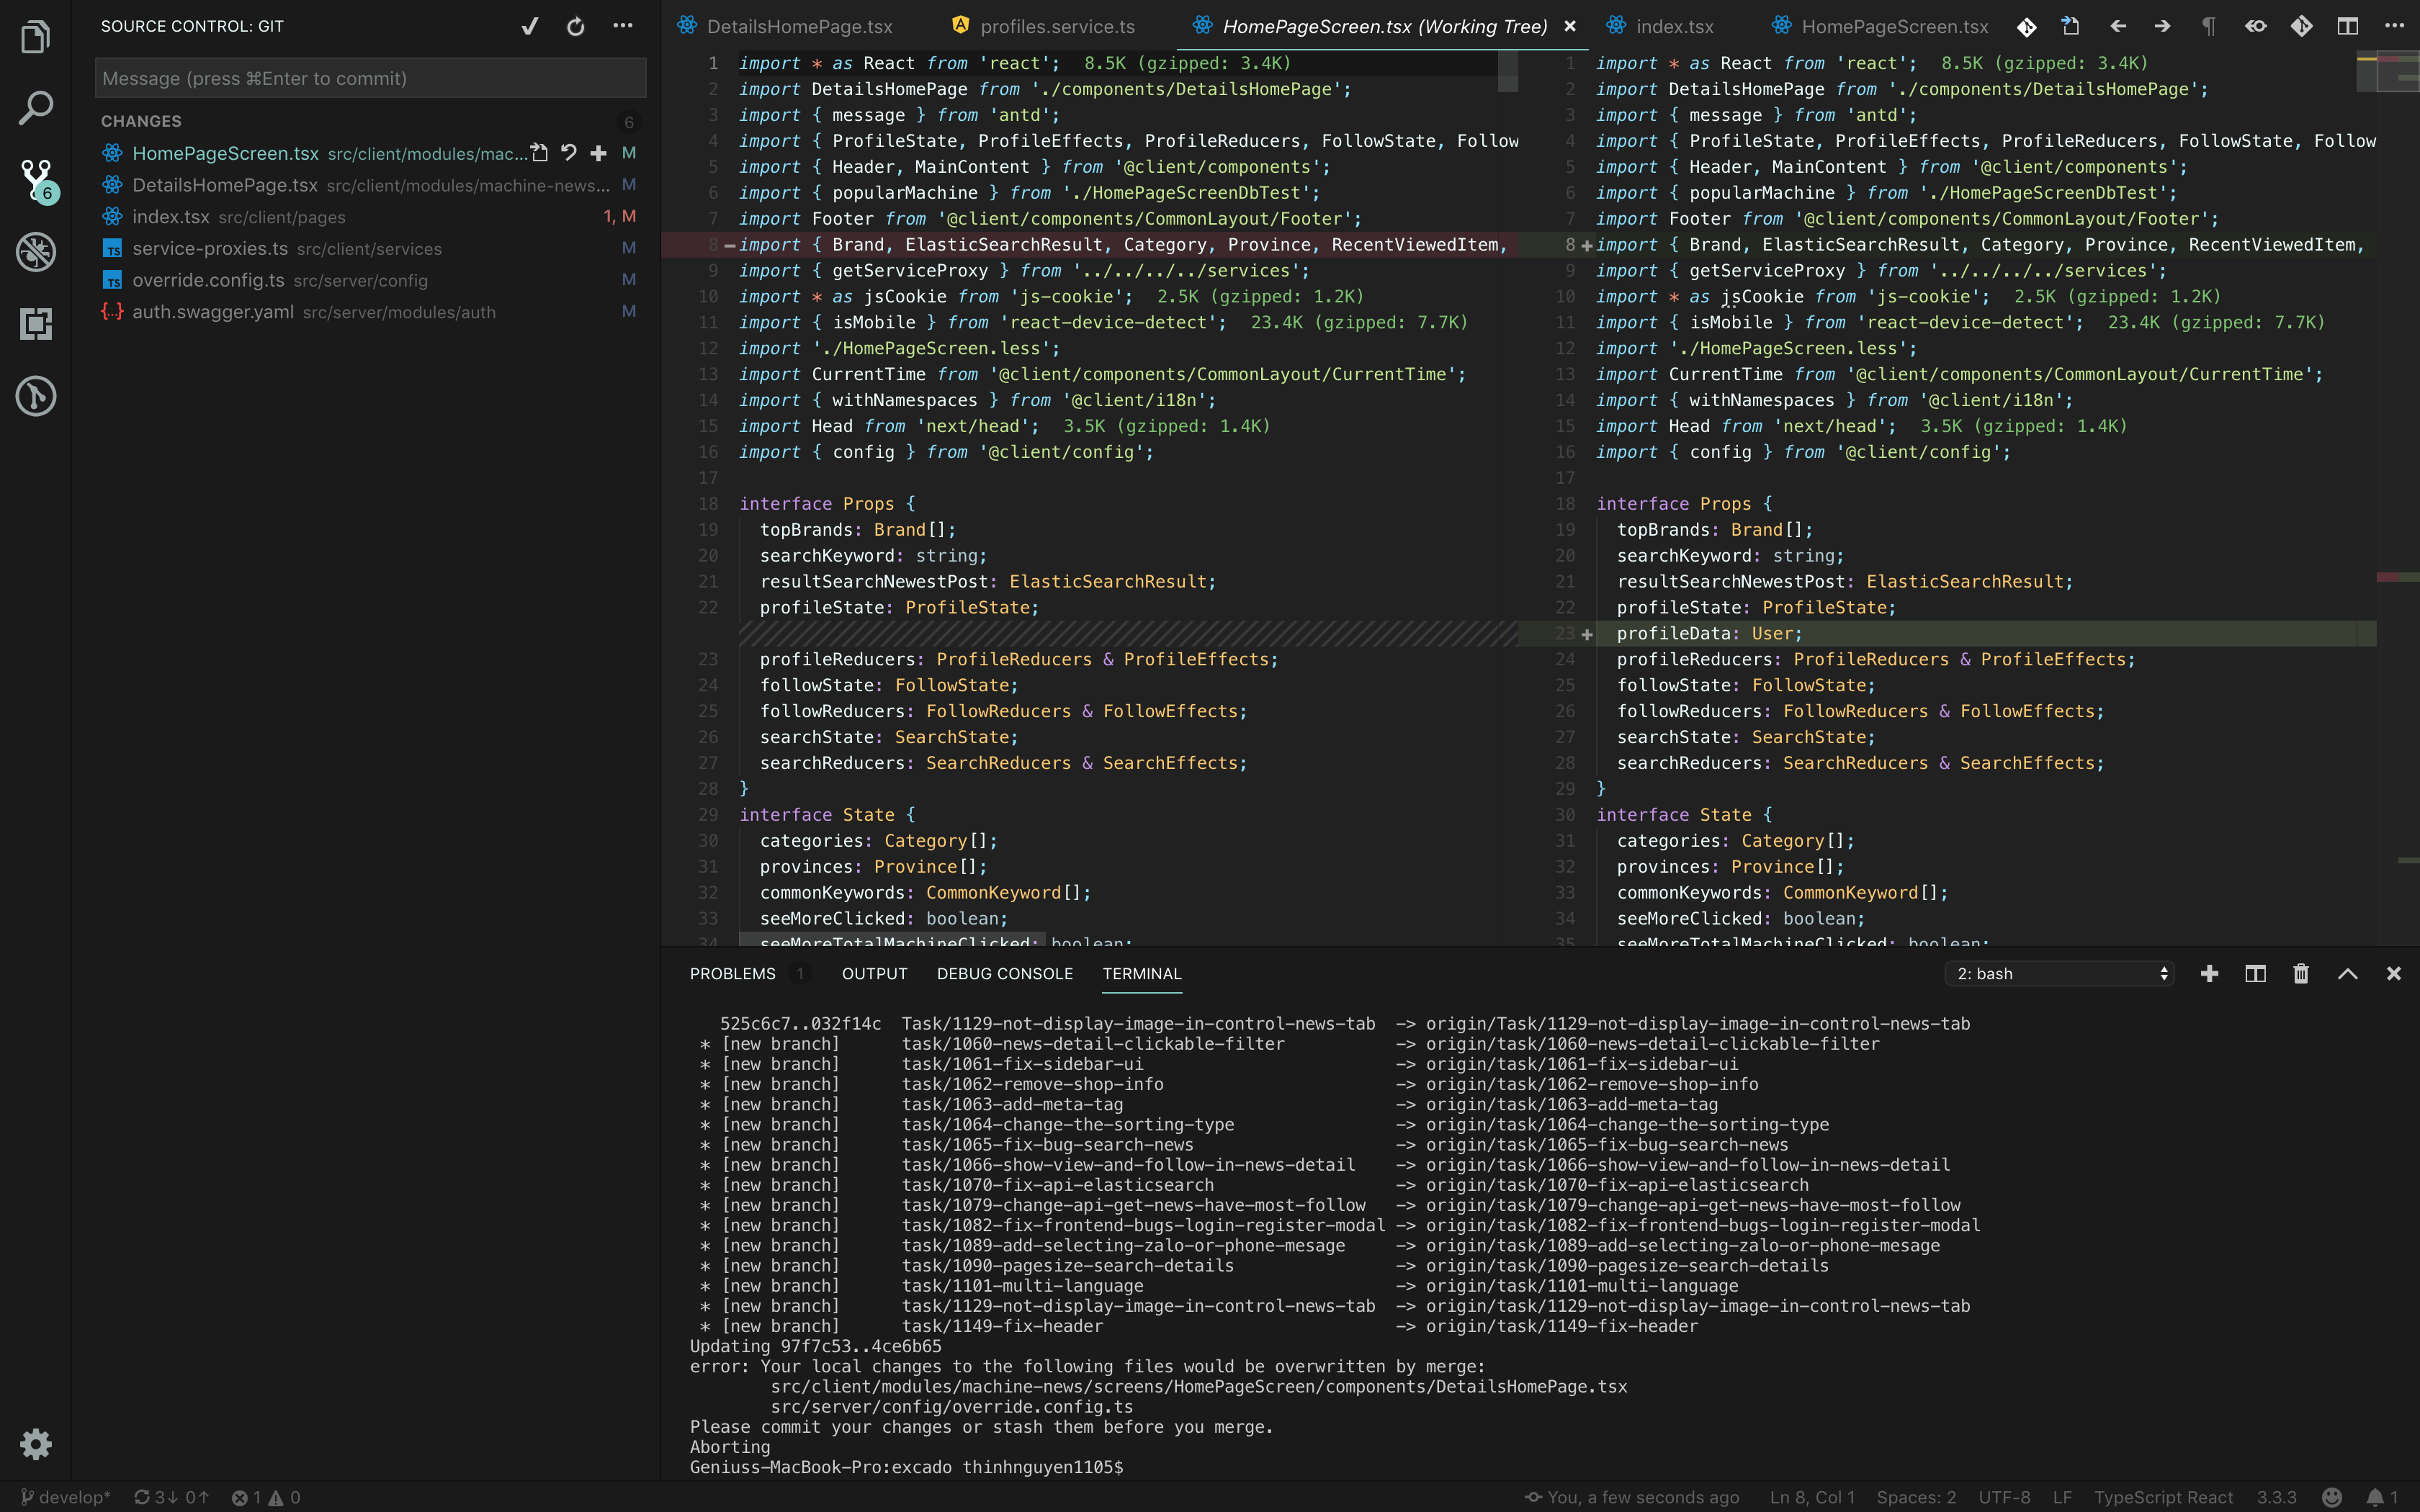 SOURCE CONTROL: GIT
Message (press ⌘Enter to commit)
CHANGES 6
HomePageScreen.tsx src/client/modules/mac... M
DetailsHomePage.tsx src/client/modules/machine-news... M
index.tsx src/client/pages 1, M
service-proxies.ts src/client/services M
override.config.ts src/server/config M
auth.swagger.yaml src/server/modules/auth M
6
DetailsHomePage.tsx profiles.service.ts HomePageScreen.tsx (Working Tree) index.tsx HomePageScreen.tsx
1 import * as React from 'react'; 8.5K (gzipped: 3.4K)
2 import DetailsHomePage from './components/DetailsHomePage';
3 import { message } from 'antd';
4 import { ProfileState, ProfileEffects, ProfileReducers, FollowState, Follow
5 import { Header, MainContent } from '@client/components';
6 import { popularMachine } from './HomePageScreenDbTest';
7 import Footer from '@client/components/CommonLayout/Footer';
8 -import { Brand, ElasticSearchResult, Category, Province, RecentViewedItem,
9 import { getServiceProxy } from '../../../../services';
10 import * as jsCookie from 'js-cookie'; 2.5K (gzipped: 1.2K)
11 import { isMobile } from 'react-device-detect'; 23.4K (gzipped: 7.7K)
12 import './HomePageScreen.less';
13 import CurrentTime from '@client/components/CommonLayout/CurrentTime';
14 import { withNamespaces } from '@client/i18n';
15 import Head from 'next/head'; 3.5K (gzipped: 1.4K)
16 import { config } from '@client/config';
17
18 interface Props {
19 topBrands: Brand[];
20 searchKeyword: string;
21 resultSearchNewestPost: ElasticSearchResult;
22 profileState: ProfileState;
23 profileReducers: ProfileReducers & ProfileEffects;
24 followState: FollowState;
25 followReducers: FollowReducers & FollowEffects;
26 searchState: SearchState;
27 searchReducers: SearchReducers & SearchEffects;
28 }
29 interface State {
30 categories: Category[];
31 provinces: Province[];
32 commonKeywords: CommonKeyword[];
33 seeMoreClicked: boolean;
34 seeMoreTotalMachineClicked: boolean;
1 import * as React from 'react'; 8.5K (gzipped: 3.4K)
2 import DetailsHomePage from './components/DetailsHomePage';
3 import { message } from 'antd';
4 import { ProfileState, ProfileEffects, ProfileReducers, FollowState, Follow
5 import { Header, MainContent } from '@client/components';
6 import { popularMachine } from './HomePageScreenDbTest';
7 import Footer from '@client/components/CommonLayout/Footer';
8 +import { Brand, ElasticSearchResult, Category, Province, RecentViewedItem,
9 import { getServiceProxy } from '../../../../services';
10 import * as jsCookie from 'js-cookie'; 2.5K (gzipped: 1.2K)
11 import { isMobile } from 'react-device-detect'; 23.4K (gzipped: 7.7K)
12 import './HomePageScreen.less';
13 import CurrentTime from '@client/components/CommonLayout/CurrentTime';
14 import { withNamespaces } from '@client/i18n';
15 import Head from 'next/head'; 3.5K (gzipped: 1.4K)
16 import { config } from '@client/config';
17
18 interface Props {
19 topBrands: Brand[];
20 searchKeyword: string;
21 resultSearchNewestPost: ElasticSearchResult;
22 profileState: ProfileState;
23 + profileData: User;
24 profileReducers: ProfileReducers & ProfileEffects;
25 followState: FollowState;
26 followReducers: FollowReducers & FollowEffects;
27 searchState: SearchState;
28 searchReducers: SearchReducers & SearchEffects;
29 }
30 interface State {
31 categories: Category[];
32 provinces: Province[];
33 commonKeywords: CommonKeyword[];
34 seeMoreClicked: boolean;
35 seeMoreTotalMachineClicked: boolean;
PROBLEMS 1 OUTPUT DEBUG CONSOLE TERMINAL 2: bash
525c6c7..032f14c Task/1129-not-display-image-in-control-news-tab -> origin/Task/1129-not-display-image-in-control-news-tab
* [new branch] task/1060-news-detail-clickable-filter -> origin/task/1060-news-detail-clickable-filter
* [new branch] task/1061-fix-sidebar-ui -> origin/task/1061-fix-sidebar-ui
* [new branch] task/1062-remove-shop-info -> origin/task/1062-remove-shop-info
* [new branch] task/1063-add-meta-tag -> origin/task/1063-add-meta-tag
* [new branch] task/1064-change-the-sorting-type -> origin/task/1064-change-the-sorting-type
* [new branch] task/1065-fix-bug-search-news -> origin/task/1065-fix-bug-search-news
* [new branch] task/1066-show-view-and-follow-in-news-detail -> origin/task/1066-show-view-and-follow-in-news-detail
* [new branch] task/1070-fix-api-elasticsearch -> origin/task/1070-fix-api-elasticsearch
* [new branch] task/1079-change-api-get-news-have-most-follow -> origin/task/1079-change-api-get-news-have-most-follow
* [new branch] task/1082-fix-frontend-bugs-login-register-modal -> origin/task/1082-fix-frontend-bugs-login-register-modal
* [new branch] task/1089-add-selecting-zalo-or-phone-mesage -> origin/task/1089-add-selecting-zalo-or-phone-mesage
* [new branch] task/1090-pagesize-search-details -> origin/task/1090-pagesize-search-details
* [new branch] task/1101-multi-language -> origin/task/1101-multi-language
* [new branch] task/1129-not-display-image-in-control-news-tab -> origin/task/1129-not-display-image-in-control-news-tab
* [new branch] task/1149-fix-header -> origin/task/1149-fix-header
Updating 97f7c53..4ce6b65
error: Your local changes to the following files would be overwritten by merge:
src/client/modules/machine-news/screens/HomePageScreen/components/DetailsHomePage.tsx
src/server/config/override.config.ts
Please commit your changes or stash them before you merge.
Aborting
Geniuss-MacBook-Pro:excado thinhnguyen1105$
develop* 3↓ 0↑ 1 0 You, a few seconds ago Ln 8, Col 1 Spaces: 2 UTF-8 LF TypeScript React 3.3.3 1